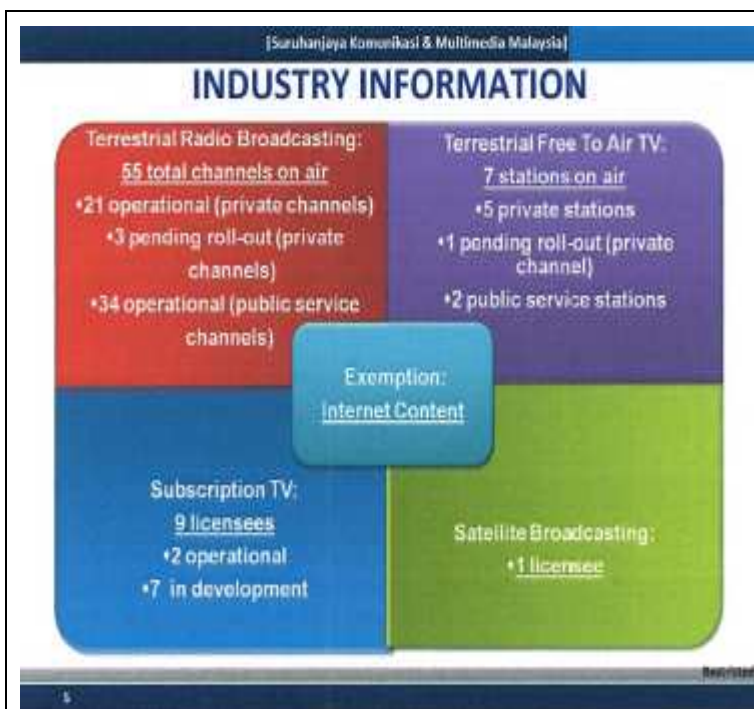 [Suruhanjaya Komunikasi & Multimedia Malaysia]
INDUSTRY INFORMATION
Terrestrial Radio Broadcasting:
55 total channels on air
•21 operational (private channels)
•3 pending roll-out (private
channels)
•34 operational (public service
channels)
Terrestrial Free To Air TV:
7 stations on air
•5 private stations
•1 pending roll-out (private
channel)
•2 public service stations
Exemption:
Internet Content
Subscription TV:
9 licensees
•2 operational
•7 in development
Satellite Broadcasting:
•1 licensee
5